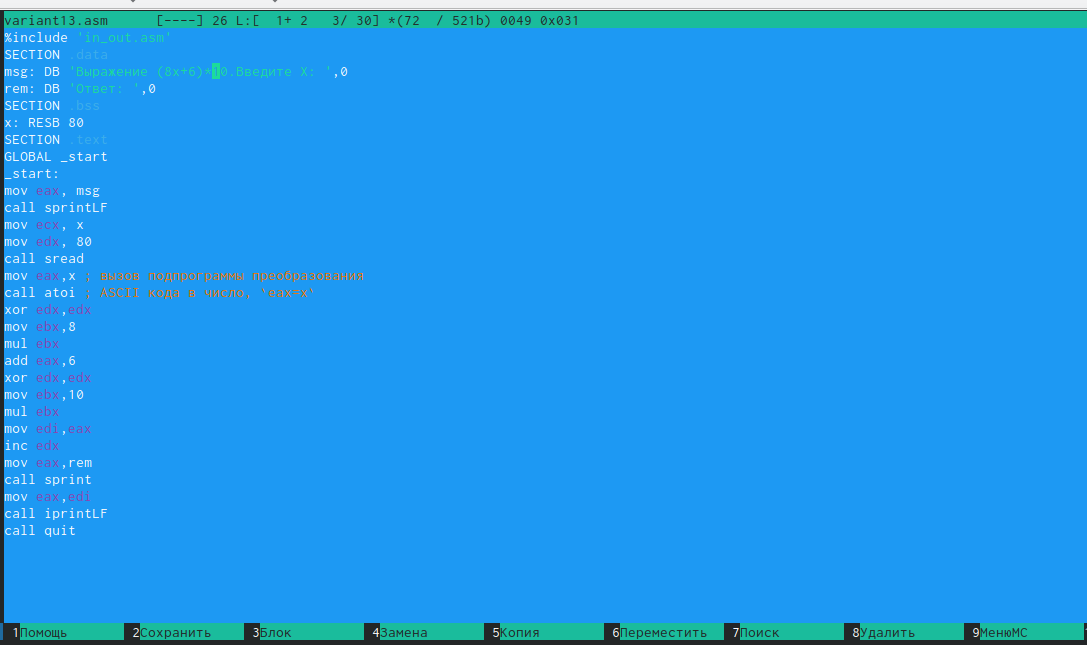 variant13.asm      [----] 26 L:[  1+ 2   3/ 30] *(72  / 521b) 0049 0x031
%include 'in_out.asm'
SECTION .data
msg: DB 'Выражение (8x+6)*10.Введите X: ',0
rem: DB 'Ответ: ',0
SECTION .bss
x: RESB 80
SECTION .text
GLOBAL _start
_start:
mov eax, msg
call sprintLF
mov ecx, x
mov edx, 80
call sread
mov eax,x ; вызов подпрограммы преобразования
call atoi ; ASCII кода в число, `eax=x`
xor edx,edx
mov ebx,8
mul ebx
add eax,6
xor edx,edx
mov ebx,10
mul ebx
mov edi,eax
inc edx
mov eax,rem
call sprint
mov eax,edi
call iprintLF
call quit
1Помощь 2Сохранить 3Блок 4Замена 5Копия 6Переместить 7Поиск 8Удалить 9МенюМС